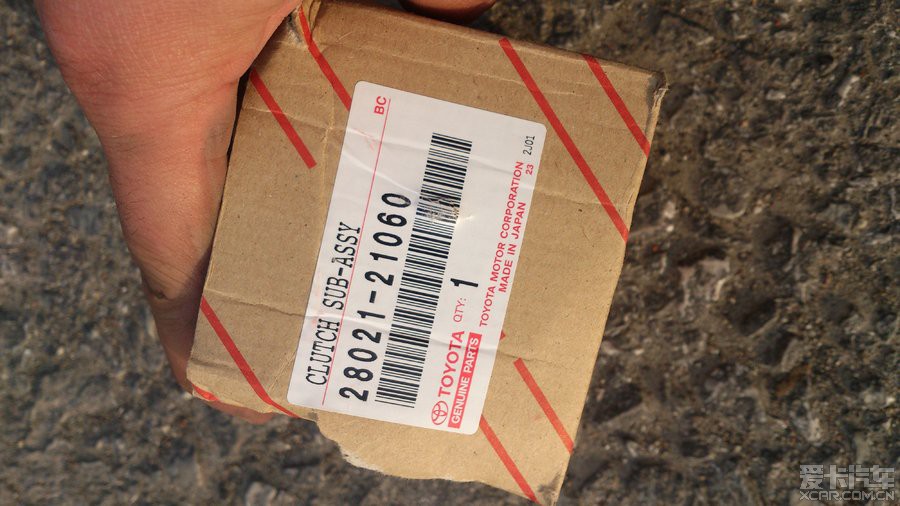 BC
CLUTCH SUB-ASSY
28021-21060
TOYOTA QTY: 1
GENUINE PARTS
TOYOTA MOTOR CORPORATION
MADE IN JAPAN 23 2J01
爱卡汽车
XCAR.COM.CN